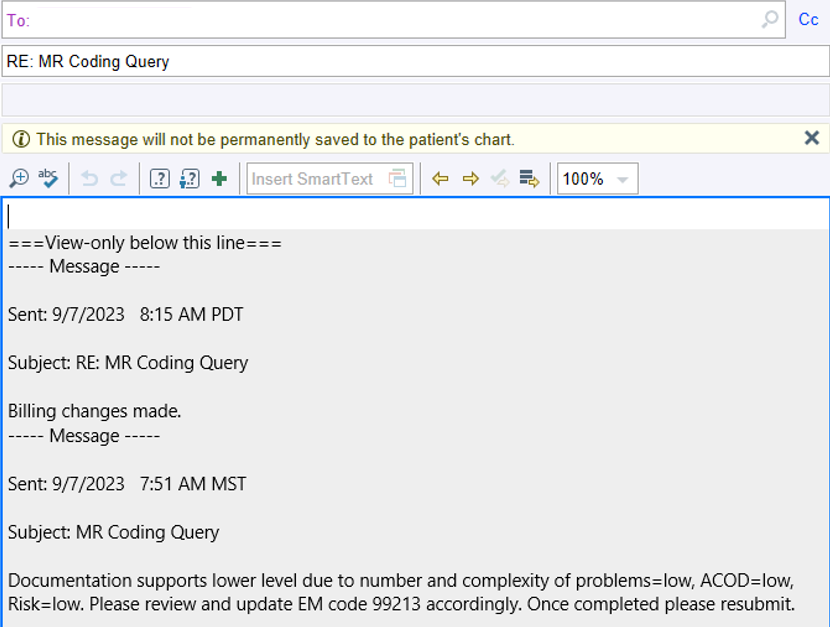 To:
Cc
RE: MR Coding Query
This message will not be permanently saved to the patient's chart.
abc
Insert SmartText
100%
===View-only below this line===
----- Message -----
Sent: 9/7/2023 8:15 AM PDT
Subject: RE: MR Coding Query
Billing changes made.
----- Message -----
Sent: 9/7/2023 7:51 AM MST
Subject: MR Coding Query
Documentation supports lower level due to number and complexity of problems=low, ACOD=low,
Risk=low. Please review and update EM code 99213 accordingly. Once completed please resubmit.